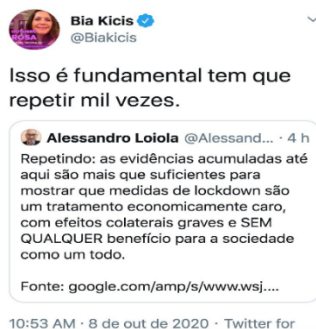 Bia Kicis
@Biakicis
ROSA
Isso é fundamental tem que
repetir mil vezes.
Alessandro Loiola @Alessand... · 4 h
Repetindo: as evidências acumuladas até
aqui são mais que suficientes para
mostrar que medidas de lockdown são
um tratamento economicamente caro,
com efeitos colaterais graves e SEM
QUALQUER benefício para a sociedade
como um todo.
Fonte: google.com/amp/s/www.wsj....
10:53 AM · 8 de out de 2020 · Twitter for